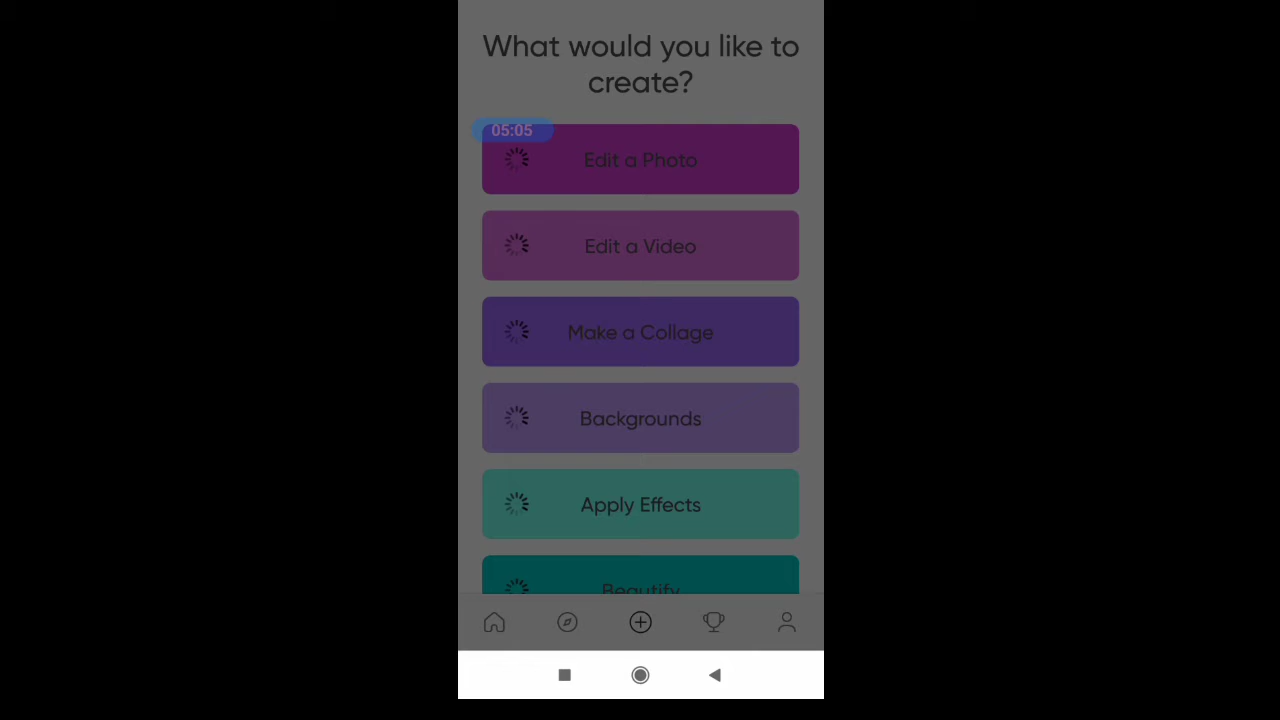 What would you like to
create?
05:05
Edit a Photo
Edit a Video
Make a Collage
Backgrounds
Apply Effects
Beautify